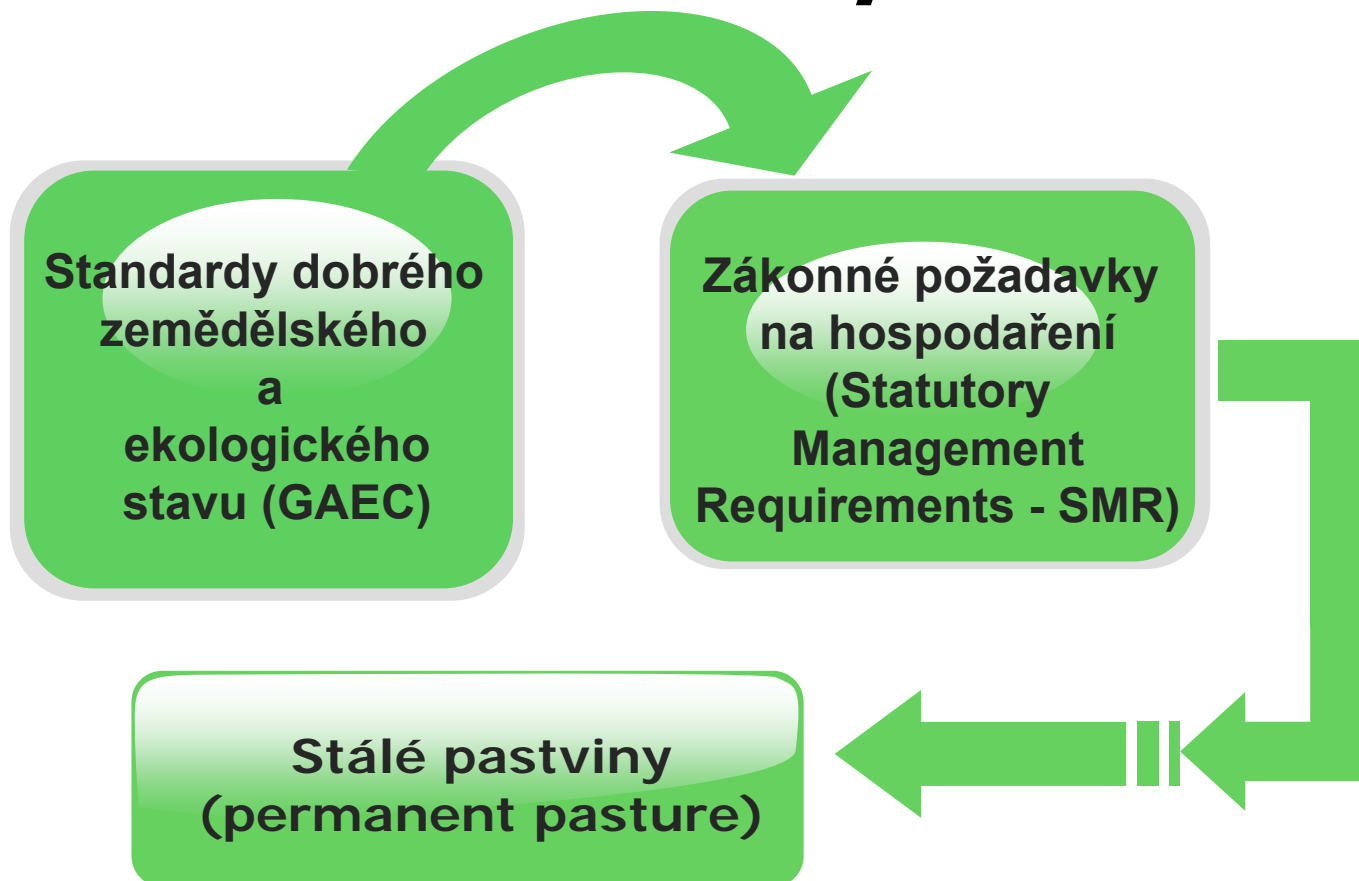 Standardy dobrého
zemědělského
a
ekologického
stavu (GAEC)
Zákonné požadavky
na hospodaření
(Statutory
Management
Requirements - SMR)
Stálé pastviny
(permanent pasture)